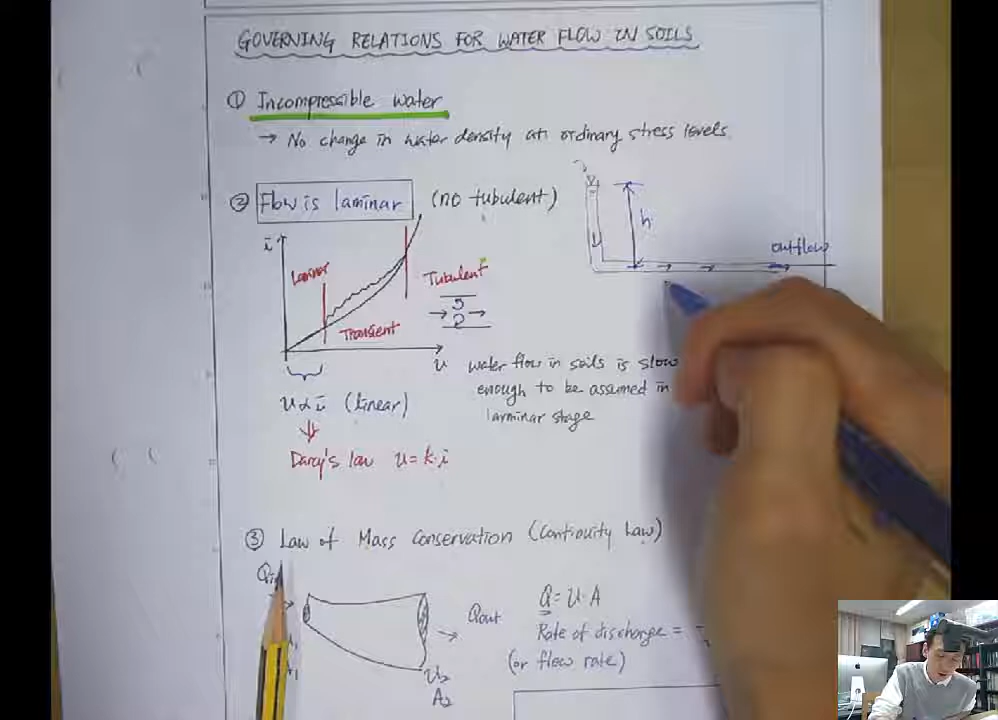 GOVERNING RELATIONS FOR WATER FLOW IN SOILS
① Incompressible water
→ No change in water density at ordinary stress levels.
② Flow is laminar (no tubulent)
i
h
outflow
Laminar
Tubulent
Transient
u
water flow in soils is slow
enough to be assumed in
larminar stage
u ∝ i (linear)
Darcy's law u = k·i
③ Law of Mass Conservation (Contiuity Law)
Qout
Q = u·A
Rate of discharge =
(or flow rate)
u₂
A₂